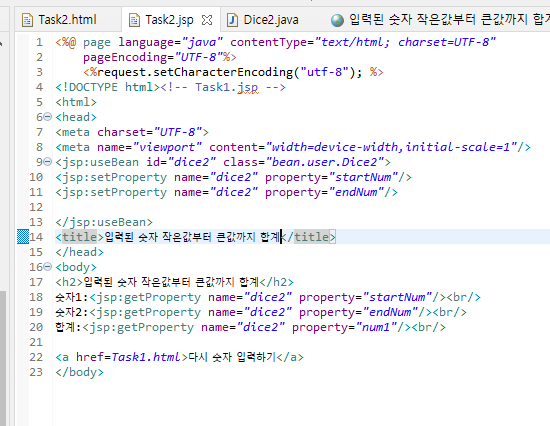 Task2.html Task2.jsp Dice2.java 입력된 숫자 작은값부터 큰값까지 합계
1 <%@ page language="java" contentType="text/html; charset=UTF-8"
2 pageEncoding="UTF-8"%>
3 <%request.setCharacterEncoding("utf-8"); %>
4 <!DOCTYPE html><!-- Task1.jsp -->
5 <html>
6 <head>
7 <meta charset="UTF-8">
8 <meta name="viewport" content="width=device-width,initial-scale=1"/>
9 <jsp:useBean id="dice2" class="bean.user.Dice2">
10 <jsp:setProperty name="dice2" property="startNum"/>
11 <jsp:setProperty name="dice2" property="endNum"/>
12
13 </jsp:useBean>
14 <title>입력된 숫자 작은값부터 큰값까지 합계</title>
15 </head>
16 <body>
17 <h2>입력된 숫자 작은값부터 큰값까지 합계</h2>
18 숫자1:<jsp:getProperty name="dice2" property="startNum"/><br/>
19 숫자2:<jsp:getProperty name="dice2" property="endNum"/><br/>
20 합계:<jsp:getProperty name="dice2" property="num1"/><br/>
21
22 <a href=Task1.html>다시 숫자 입력하기</a>
23 </body>